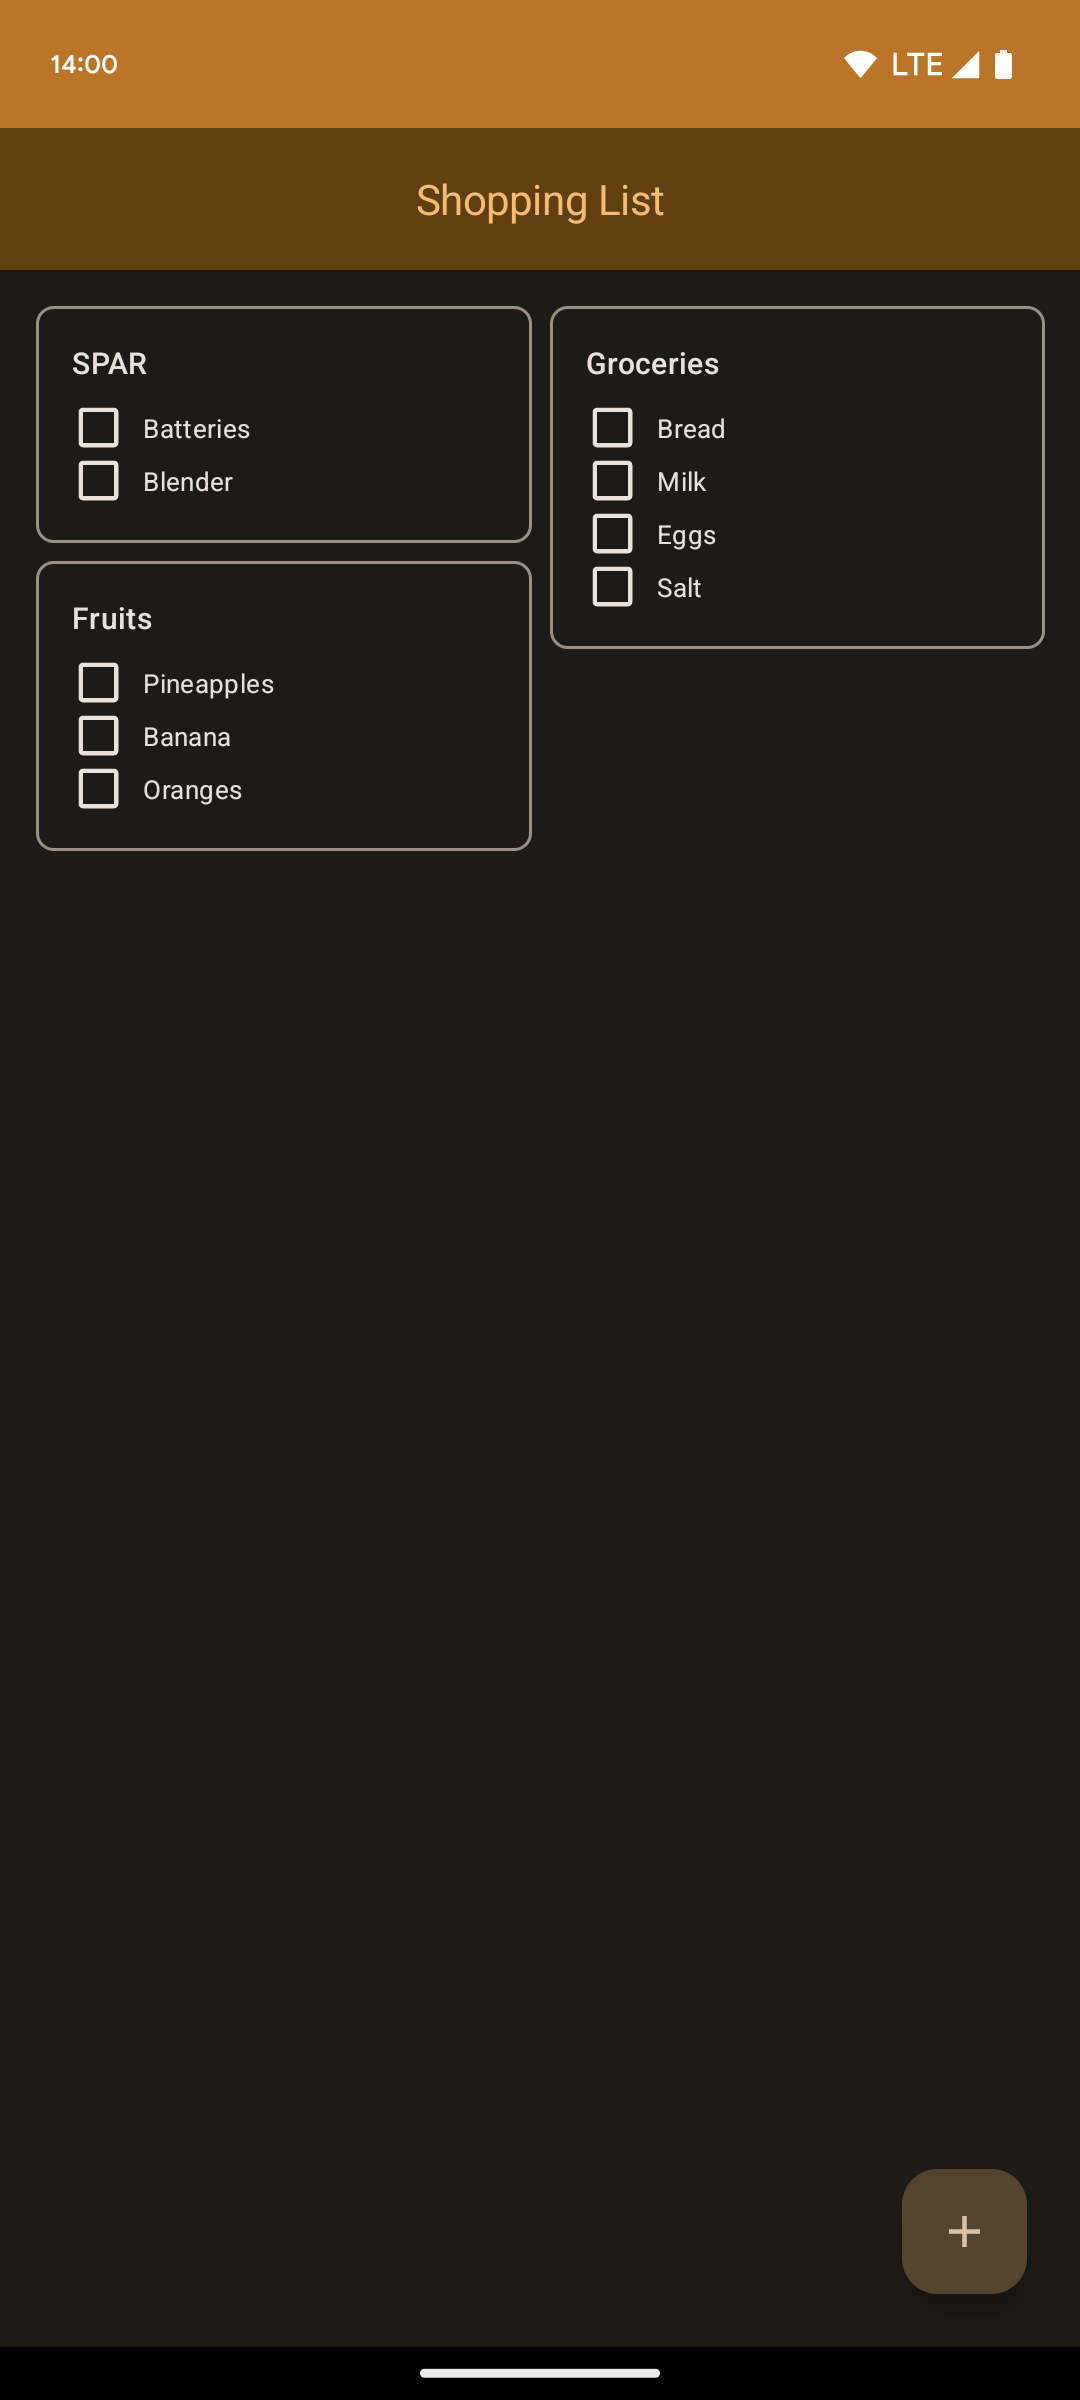 14:00
LTE
Shopping List
SPAR
Batteries
Blender
Groceries
Bread
Milk
Eggs
Salt
Fruits
Pineapples
Banana
Oranges